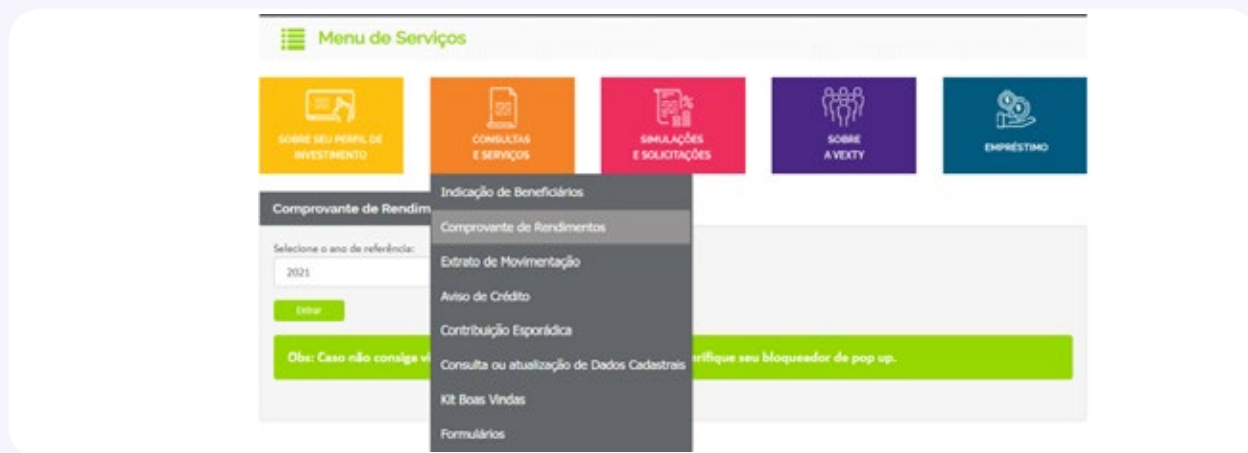 Menu de Serviços
SOBRE SEU PERFIL DE
INVESTIMENTO
CONSULTAS
E SERVIÇOS
SIMULAÇÕES
E SOLICITAÇÕES
SOBRE
A VEXTY
EMPRÉSTIMO
Indicação de Beneficiários
Comprovante de Rendimentos
Extrato de Movimentação
Aviso de Crédito
Contribuição Esporádica
Consulta ou atualização de Dados Cadastrais
Kit Boas Vindas
Formulários
Comprovante de Rendim
Selecione o ano de referência:
2021
Entrar
Obs: Caso não consiga vi rifique seu bloqueador de pop up.